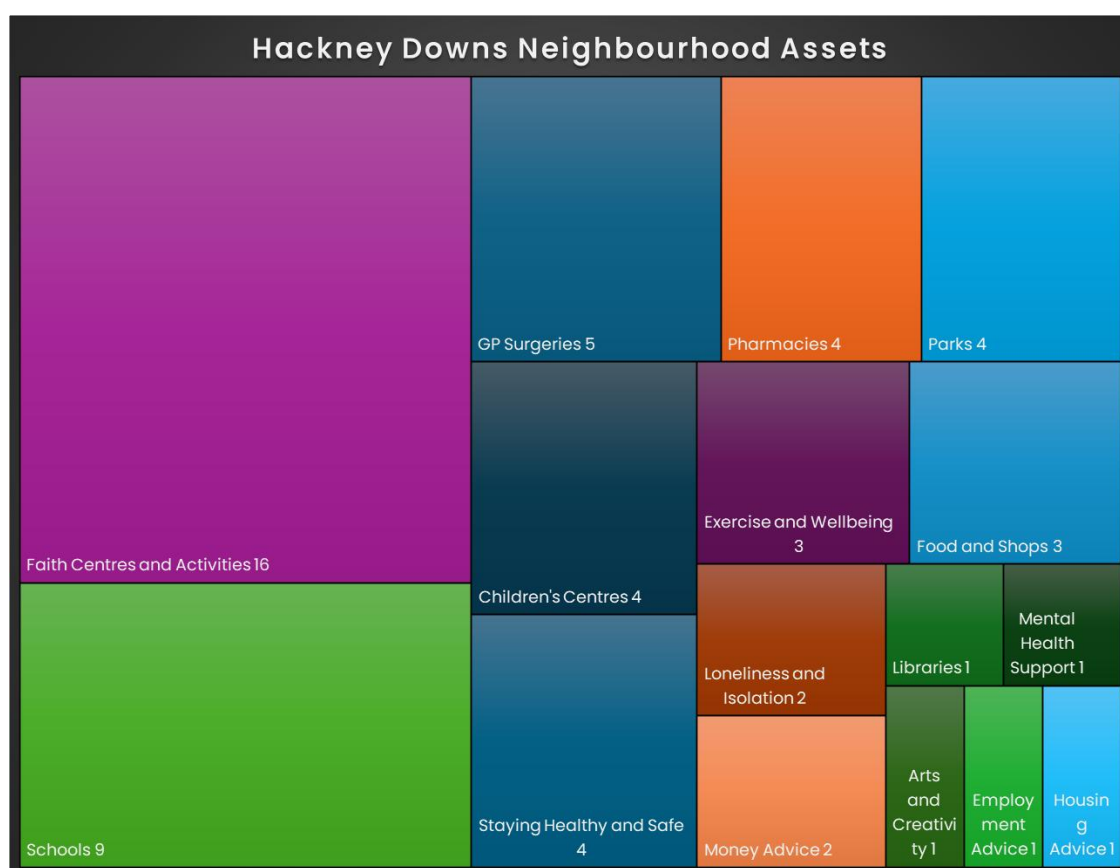 Hackney Downs Neighbourhood Assets
Faith Centres and Activities 16
Schools 9
GP Surgeries 5
Pharmacies 4
Parks 4
Children's Centres 4
Exercise and Wellbeing
3
Food and Shops 3
Staying Healthy and Safe
4
Loneliness and
Isolation 2
Money Advice 2
Libraries 1
Mental
Health
Support 1
Arts
and
Creativi
ty 1
Employ
ment
Advice 1
Housin
g
Advice 1